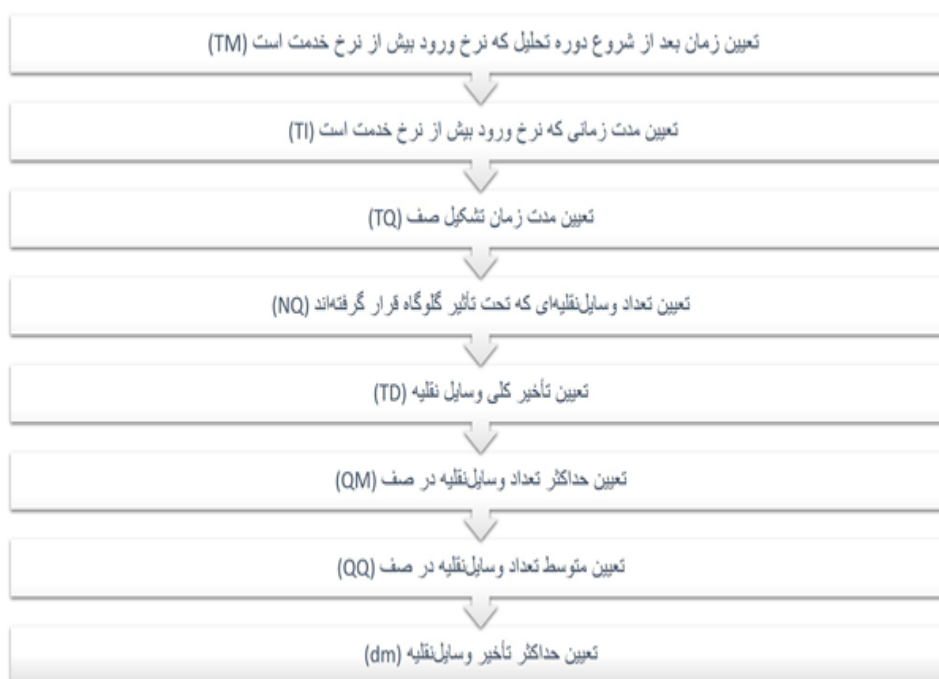 تعیین زمان بعد از شروع دوره تحلیل که نرخ ورود بیش از نرخ خدمت است (TM)
تعیین مدت زمانی که نرخ ورود بیش از نرخ خدمت است (TI)
تعیین مدت زمان تشکیل صف (TQ)
تعیین تعداد وسایل‌نقلیه‌ای که تحت تأثیر گلوگاه قرار گرفته‌اند (NQ)
تعیین تأخیر کلی وسایل نقلیه (TD)
تعیین حداکثر تعداد وسایل‌نقلیه در صف (QM)
تعیین متوسط تعداد وسایل‌نقلیه در صف (QQ)
تعیین حداکثر تأخیر وسایل‌نقلیه (dm)